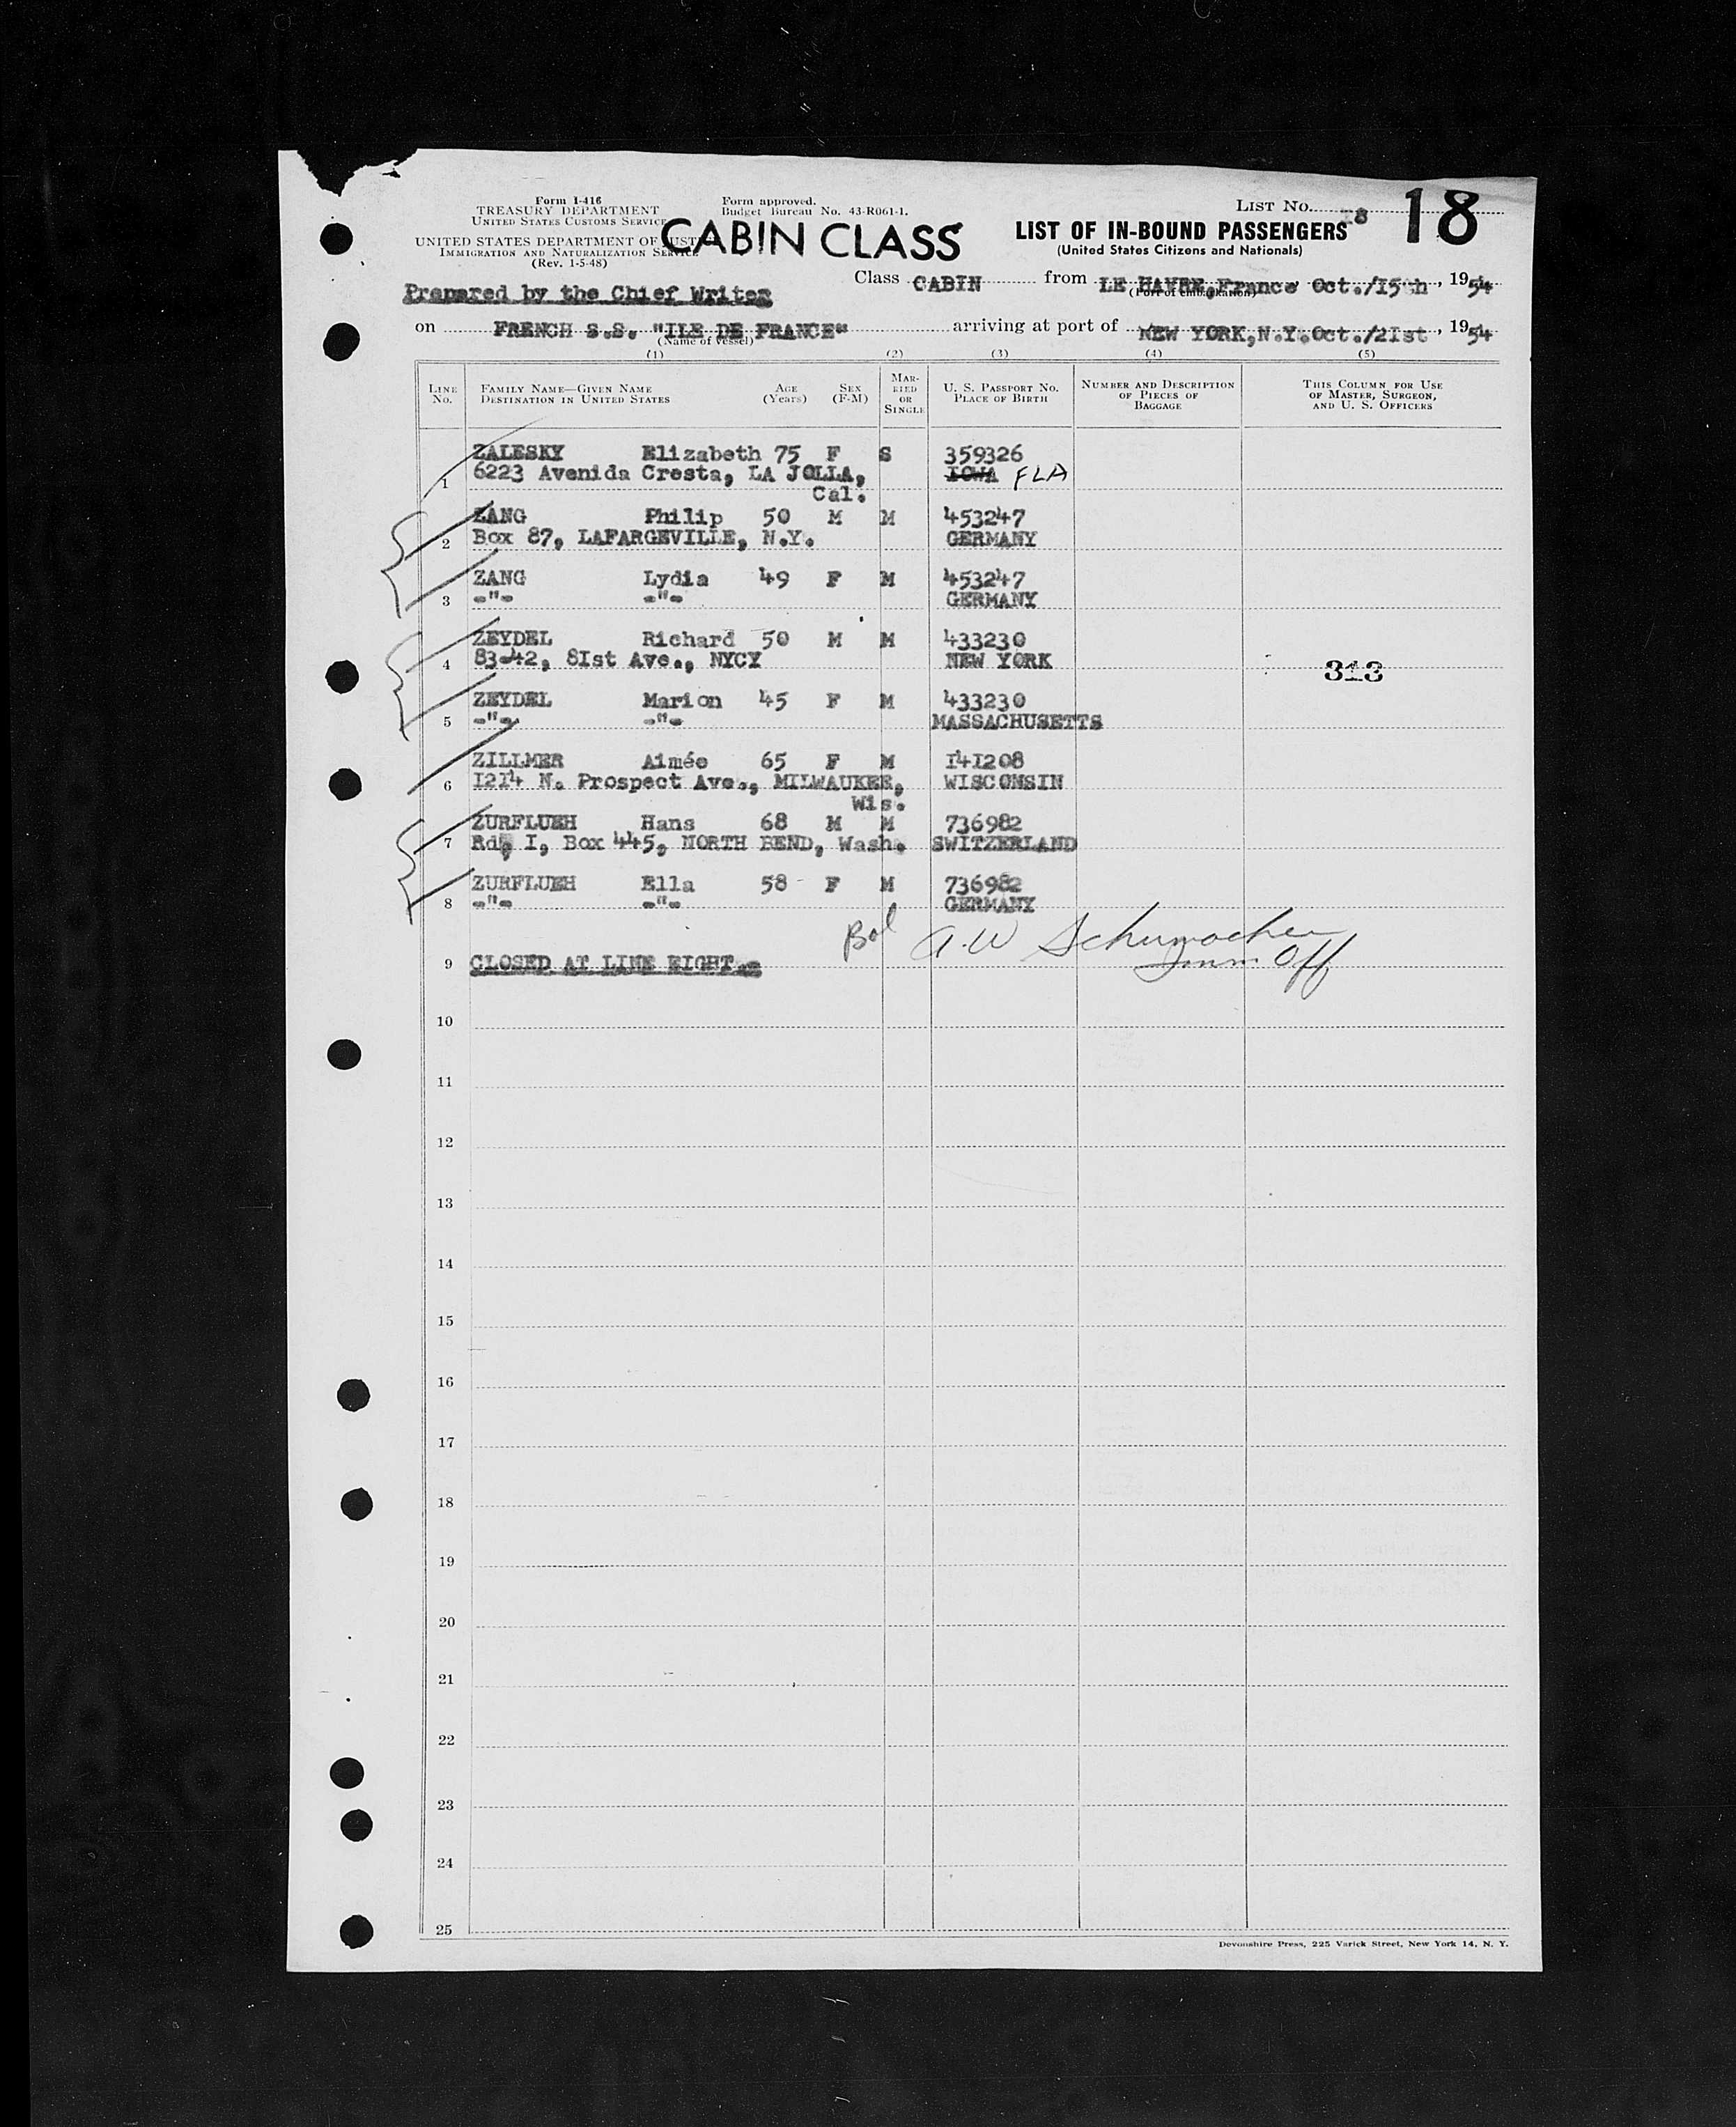 Form I-416
TREASURY DEPARTMENT
UNITED STATES CUSTOMS SERVICE
Form approved.
Budget Bureau No. 43-R061-1.
LIST No. 18
18
UNITED STATES DEPARTMENT OF JUSTICE
IMMIGRATION AND NATURALIZATION SERVICE
(Rev. 1-5-48)
CABIN CLASS
LIST OF IN-BOUND PASSENGERS
(United States Citizens and Nationals)
Prepared by the Chief Writer
Class CABIN from LE HAVRE, France Oct./I5th, 1954
(Port of embarkation)
on FRENCH S.S. "ILE DE FRANCE" arriving at port of NEW YORK,N.Y.Oct./2Ist, 1954
(Name of vessel)
(1) (2) (3) (4) (5)
LINE No. FAMILY NAME—GIVEN NAME DESTINATION IN UNITED STATES AGE (Years) SEX (F-M) MARRIED OR SINGLE U. S. PASSPORT No. PLACE OF BIRTH NUMBER AND DESCRIPTION OF PIECES OF BAGGAGE THIS COLUMN FOR USE OF MASTER, SURGEON, AND U. S. OFFICERS
ZALESKY Elizabeth 75 F S 359326
1 6223 Avenida Cresta, LA JOLLA, IOWA FLA
Cal.
ZANG Philip 50 M M 453247
2 Box 87, LAFARGEVILLE, N.Y. GERMANY
ZANG Lydia 49 F M 453247
3 -"- -"- GERMANY
ZEYDEL Richard 50 M M 433230
4 83-42, 8Ist Ave., NYCY NEW YORK 313
ZEYDEL Marion 45 F M 433230
5 -"- -"- MASSACHUSETTS
ZILLMER Aimée 65 F M I4I208
6 I2I4 N. Prospect Ave., MILWAUKEE, WISCONSIN
Wis.
ZURFLUEH Hans 68 M M 736982
7 Rd, I, Box 445, NORTH BEND, Wash. SWITZERLAND
ZURFLUEH Ella 58 F M 736982
8 -"- -"- GERMANY
A.W Schumacher
Imm Off
9 CLOSED AT LINE EIGHT.-
10
11
12
13
14
15
16
17
18
19
20
21
22
23
24
25
Devonshire Press, 225 Varick Street, New York 14, N. Y.